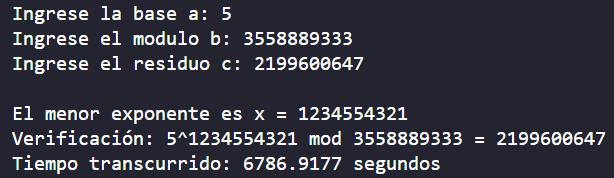 Ingrese la base a: 5
Ingrese el modulo b: 3558889333
Ingrese el residuo c: 2199600647
El menor exponente es x = 1234554321
Verificación: 5^1234554321 mod 3558889333 = 2199600647
Tiempo transcurrido: 6786.9177 segundos